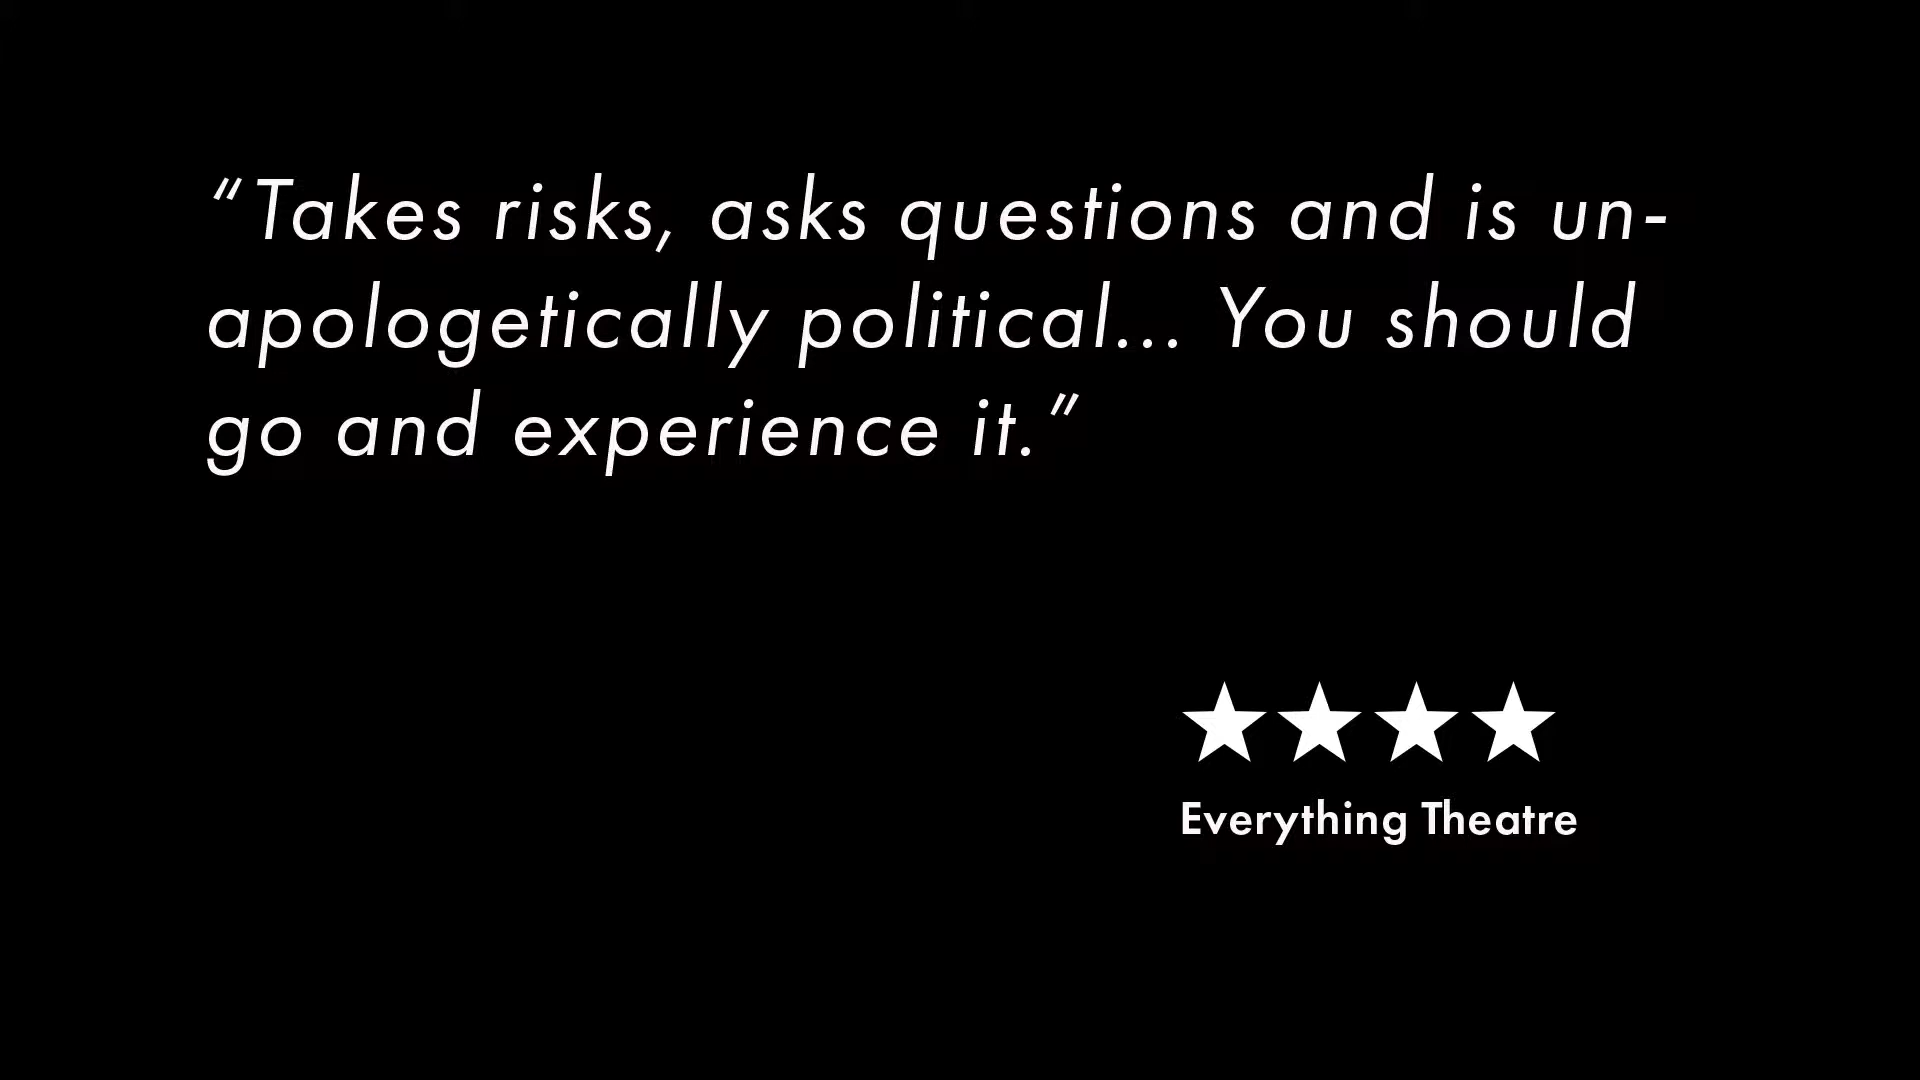 “Takes risks, asks questions and is un-
apologetically political... You should
go and experience it.”
Everything Theatre